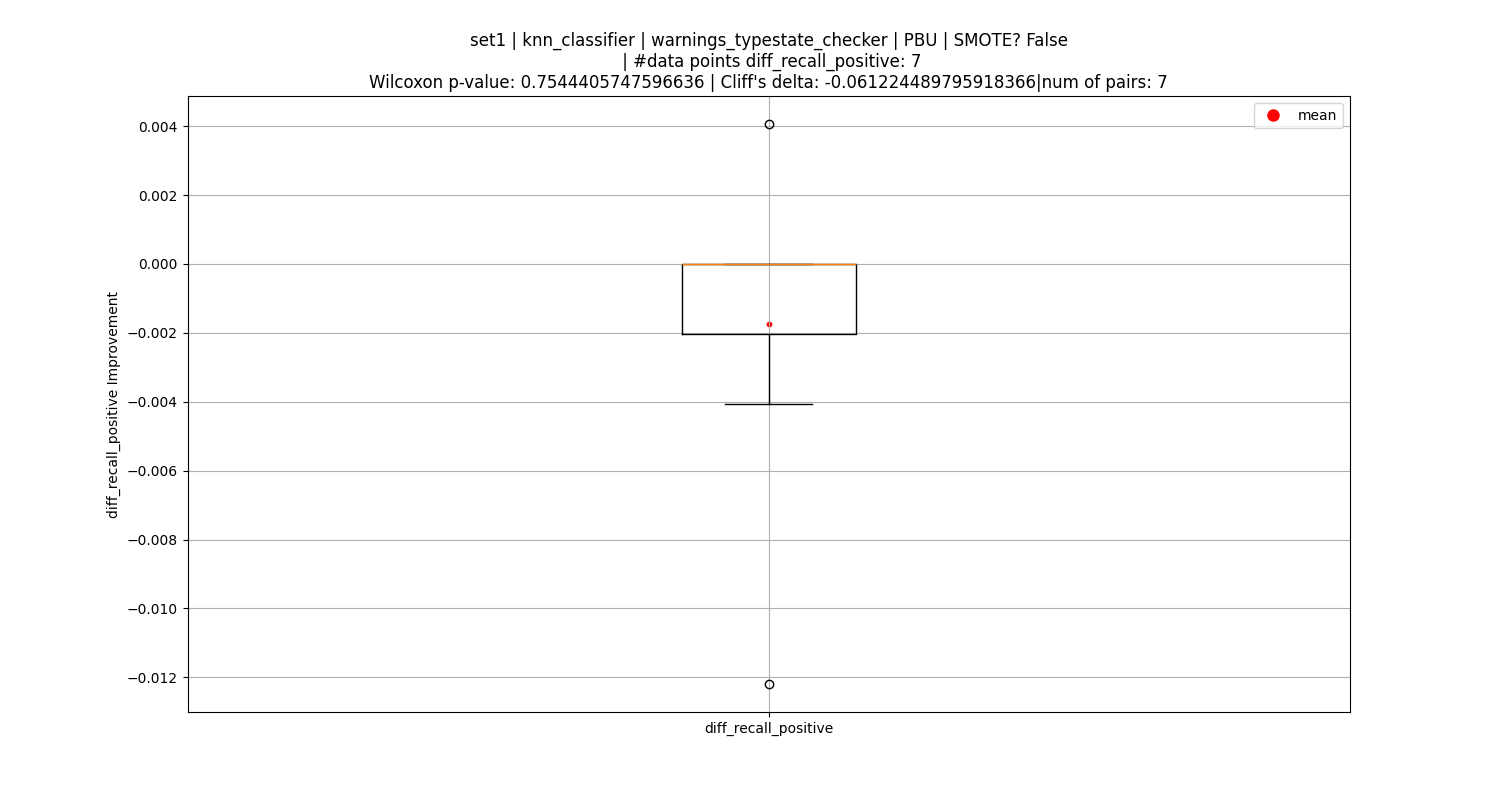 set1 | knn_classifier | warnings_typestate_checker | PBU | SMOTE? False
| #data points diff_recall_positive: 7
Wilcoxon p-value: 0.7544405747596636 | Cliff's delta: -0.061224489795918366|num of pairs: 7
mean
0.004
0.002
0.000
−0.002
−0.004
−0.006
−0.008
−0.010
−0.012
diff_recall_positive Improvement
diff_recall_positive